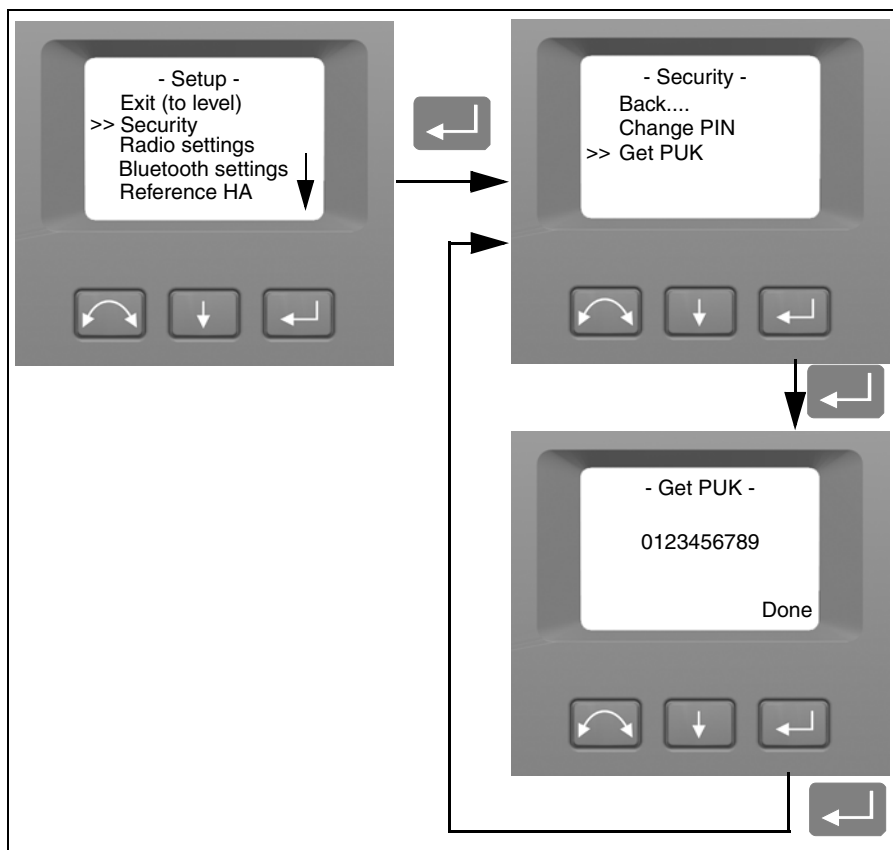 - Setup -
Exit (to level)
>> Security
Radio settings
Bluetooth settings
Reference HA
- Security -
Back....
Change PIN
>> Get PUK
- Get PUK -
0123456789
Done